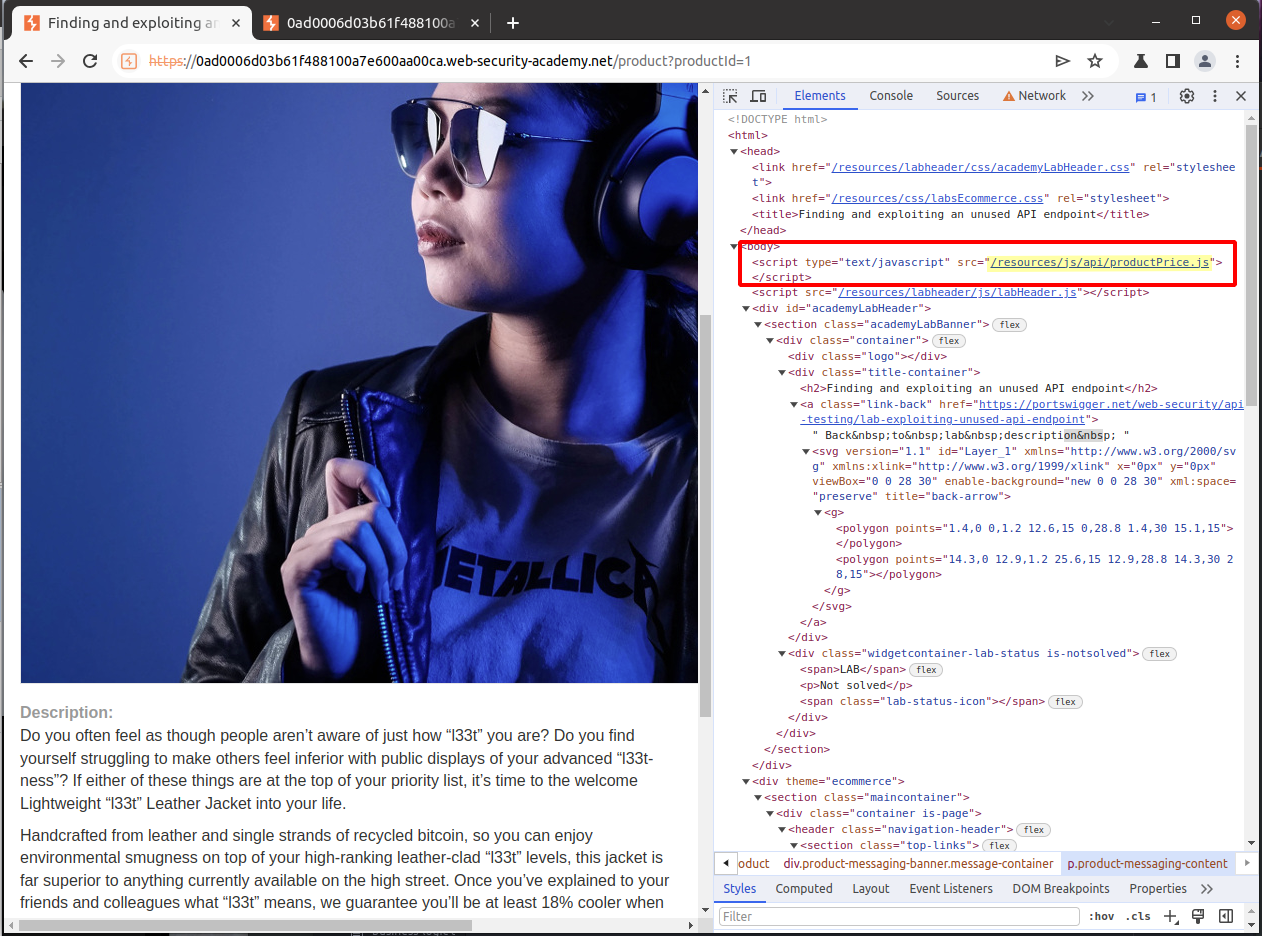 Finding and exploiting an
0ad0006d03b61f488100a
https://0ad0006d03b61f488100a7e600aa00ca.web-security-academy.net/product?productId=1
METALLICA
Description:
Do you often feel as though people aren’t aware of just how “l33t” you are? Do you find
yourself struggling to make others feel inferior with public displays of your advanced “l33t-
ness”? If either of these things are at the top of your priority list, it’s time to the welcome
Lightweight “l33t” Leather Jacket into your life.
Handcrafted from leather and single strands of recycled bitcoin, so you can enjoy
environmental smugness on top of your high-ranking leather-clad “l33t” levels, this jacket is
far superior to anything currently available on the high street. Once you’ve explained to your
friends and colleagues what “l33t” means, we guarantee you’ll be at least 18% cooler when
Elements Console Sources Network 1
<!DOCTYPE html>
<html>
<head>
<link href="/resources/labheader/css/academyLabHeader.css" rel="styleshee
t">
<link href="/resources/css/labsEcommerce.css" rel="stylesheet">
<title>Finding and exploiting an unused API endpoint</title>
</head>
<body>
<script type="text/javascript" src="/resources/js/api/productPrice.js">
</script>
<script src="/resources/labheader/js/labHeader.js"></script>
<div id="academyLabHeader">
<section class="academyLabBanner"> flex
<div class="container"> flex
<div class="logo"></div>
<div class="title-container">
<h2>Finding and exploiting an unused API endpoint</h2>
<a class="link-back" href="https://portswigger.net/web-security/api
-testing/lab-exploiting-unused-api-endpoint">
" Back&nbsp;to&nbsp;lab&nbsp;description&nbsp; "
<svg version="1.1" id="Layer_1" xmlns="http://www.w3.org/2000/sv
g" xmlns:xlink="http://www.w3.org/1999/xlink" x="0px" y="0px"
viewBox="0 0 28 30" enable-background="new 0 0 28 30" xml:space=
"preserve" title="back-arrow">
<g>
<polygon points="1.4,0 0,1.2 12.6,15 0,28.8 1.4,30 15.1,15">
</polygon>
<polygon points="14.3,0 12.9,1.2 25.6,15 12.9,28.8 14.3,30 2
8,15"></polygon>
</g>
</svg>
</a>
</div>
<div class="widgetcontainer-lab-status is-notsolved"> flex
<span>LAB</span> flex
<p>Not solved</p>
<span class="lab-status-icon"></span> flex
</div>
</div>
</section>
</div>
<div theme="ecommerce">
<section class="maincontainer">
<div class="container is-page">
<header class="navigation-header"> flex
<section class="top-links"> flex
oduct div.product-messaging-banner.message-container p.product-messaging-content
Styles Computed Layout Event Listeners DOM Breakpoints Properties
Filter :hov .cls